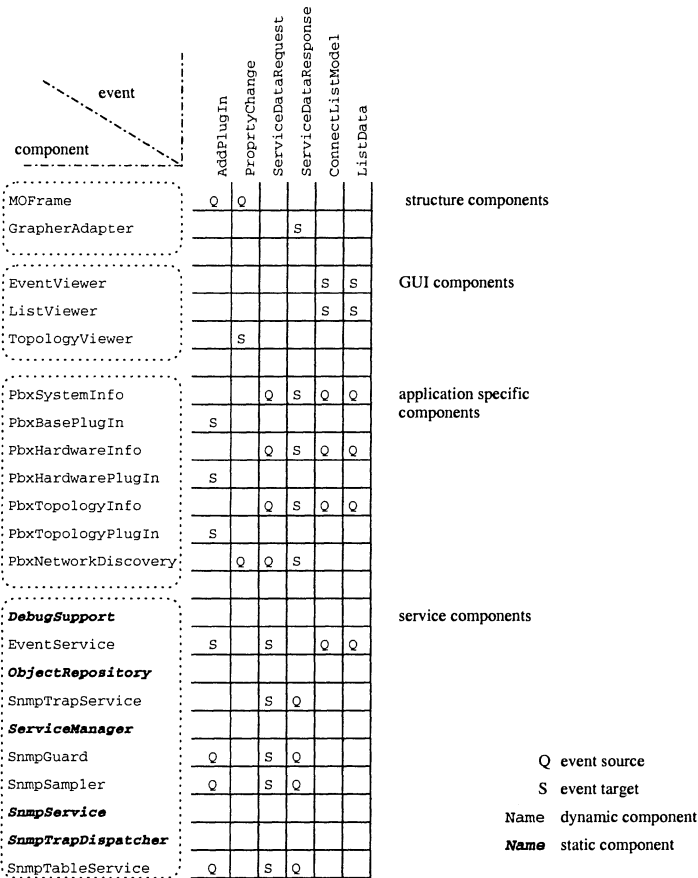 event
component
AddPlugIn
ProprtyChange
ServiceDataRequest
ServiceDataResponse
ConnectListModel
ListData
MOFrame Q Q structure components
GrapherAdapter S
EventViewer S S GUI components
ListViewer S S
TopologyViewer S
PbxSystemInfo Q S Q Q application specific
components
PbxBasePlugIn S
PbxHardwareInfo Q S Q Q
PbxHardwarePlugIn S
PbxTopologyInfo Q S Q Q
PbxTopologyPlugIn S
PbxNetworkDiscovery Q Q S
DebugSupport service components
EventService S S Q Q
ObjectRepository
SnmpTrapService S Q
ServiceManager
SnmpGuard Q S Q
SnmpSampler Q S Q
SnmpService
SnmpTrapDispatcher
SnmpTableService Q S Q
Q event source
S event target
Name dynamic component
Name static component